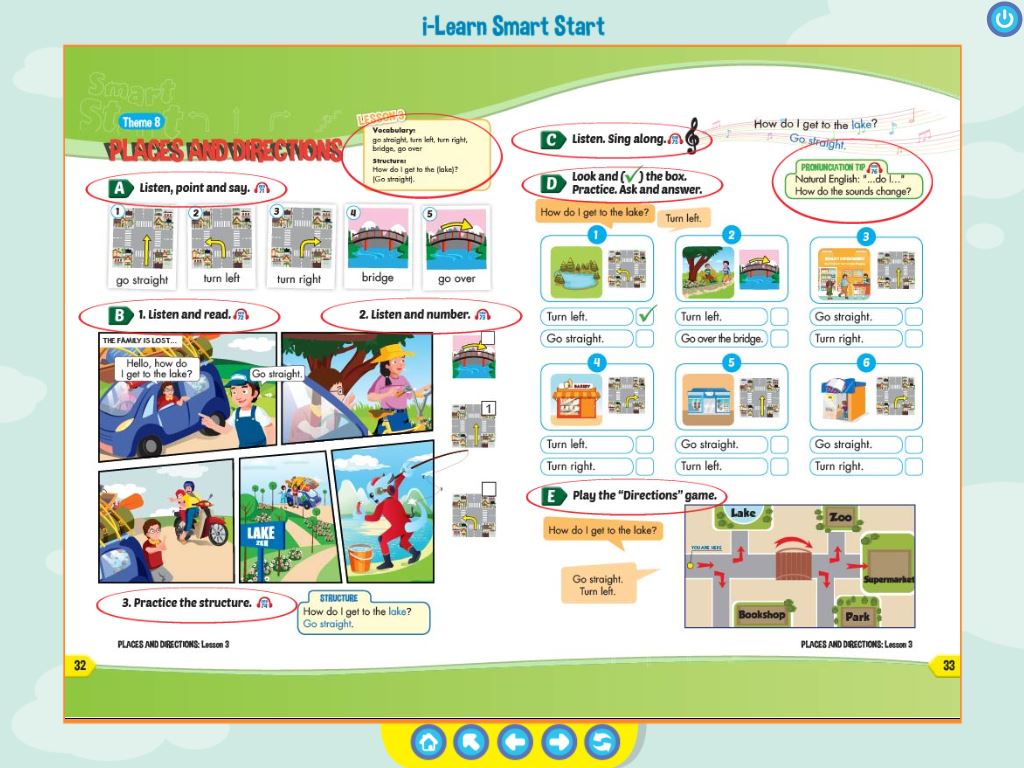 i-Learn Smart Start
Smart
Start
Theme 8
PLACES AND DIRECTIONS
LESSON 3
Vocabulary:
go straight, turn left, turn right,
bridge, go over
Structure:
How do I get to the (lake)?
(Go straight).
A Listen, point and say.
1
2
3
4
5
go straight
turn left
turn right
bridge
go over
B 1. Listen and read.
2. Listen and number.
THE FAMILY IS LOST...
Hello, how do
I get to the lake?
Go straight.
1
LAKE
3. Practice the structure.
STRUCTURE
How do I get to the lake?
Go straight.
PLACES AND DIRECTIONS: Lesson 3
32
C Listen. Sing along.
How do I get to the lake?
Go straight.
PRONUNCIATION TIP
Natural English: "...do I..."
How do the sounds change?
D Look and (✓) the box.
Practice. Ask and answer.
How do I get to the lake?
Turn left.
1
2
3
Turn left. ✓
Go straight.
Turn left.
Go over the bridge.
Go straight.
Turn right.
4
5
6
BAKERY
Turn left.
Turn right.
Go straight.
Turn left.
Go straight.
Turn right.
E Play the "Directions" game.
How do I get to the lake?
Go straight.
Turn left.
Lake
Zoo
YOU ARE HERE
Supermarket
Bookshop
Park
PLACES AND DIRECTIONS: Lesson 3
33